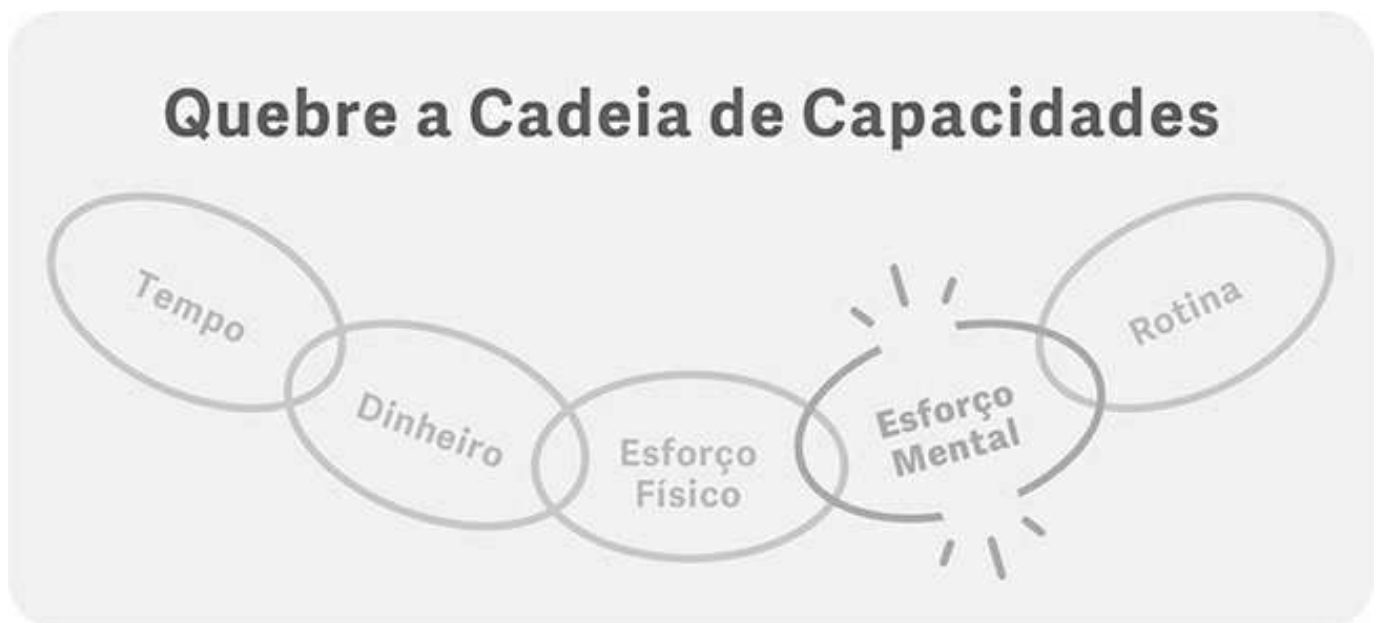 Quebre a Cadeia de Capacidades
Tempo
Dinheiro
Esforço
Físico
Esforço
Mental
Rotina